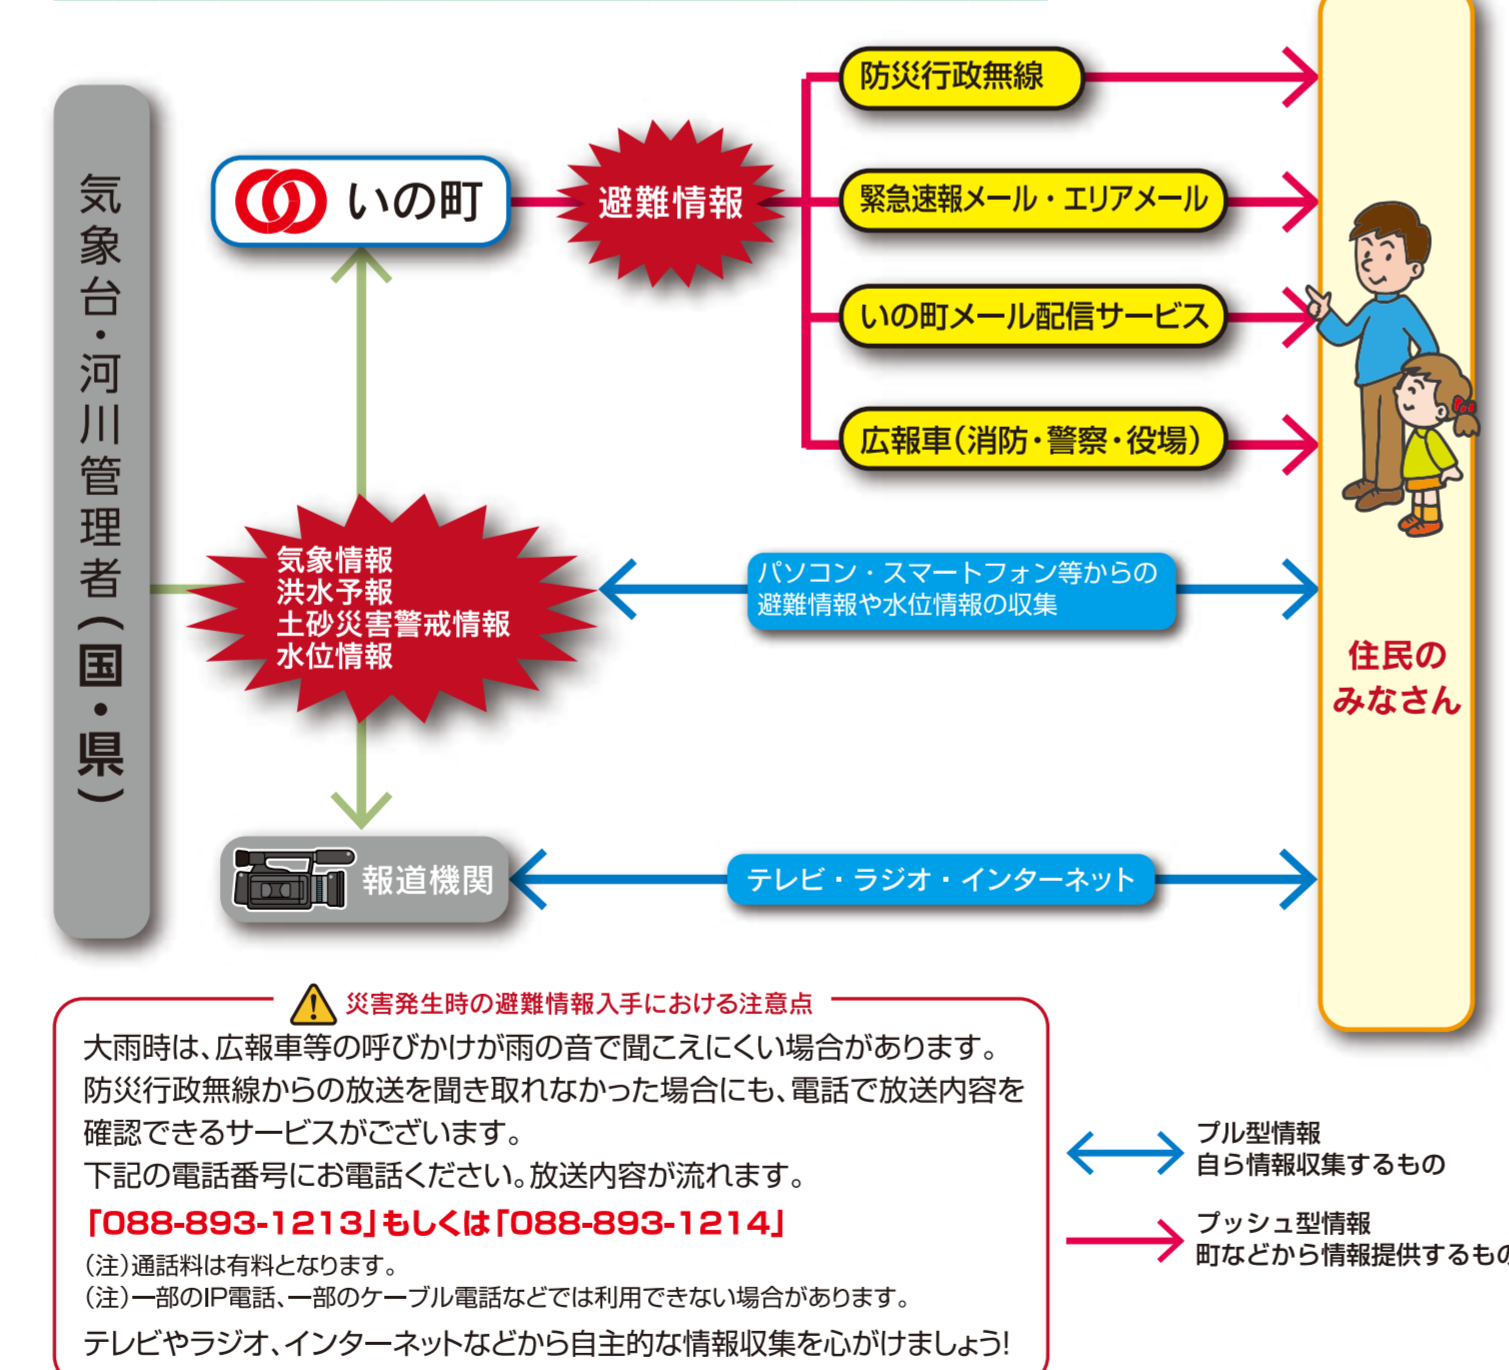 気象台・河川管理者(国・県)
いの町
避難情報
防災行政無線
緊急速報メール・エリアメール
いの町メール配信サービス
広報車(消防・警察・役場)
気象情報
洪水予報
土砂災害警戒情報
水位情報
パソコン・スマートフォン等からの
避難情報や水位情報の収集
住民の
みなさん
報道機関
テレビ・ラジオ・インターネット
災害発生時の避難情報入手における注意点
大雨時は、広報車等の呼びかけが雨の音で聞こえにくい場合があります。
防災行政無線からの放送を聞き取れなかった場合にも、電話で放送内容を
確認できるサービスがございます。
下記の電話番号にお電話ください。放送内容が流れます。
「088-893-1213」もしくは「088-893-1214」
(注)通話料は有料となります。
(注)一部のIP電話、一部のケーブル電話などでは利用できない場合があります。
テレビやラジオ、インターネットなどから自主的な情報収集を心がけましょう!
プル型情報
自ら情報収集するもの
プッシュ型情報
町などから情報提供するもの